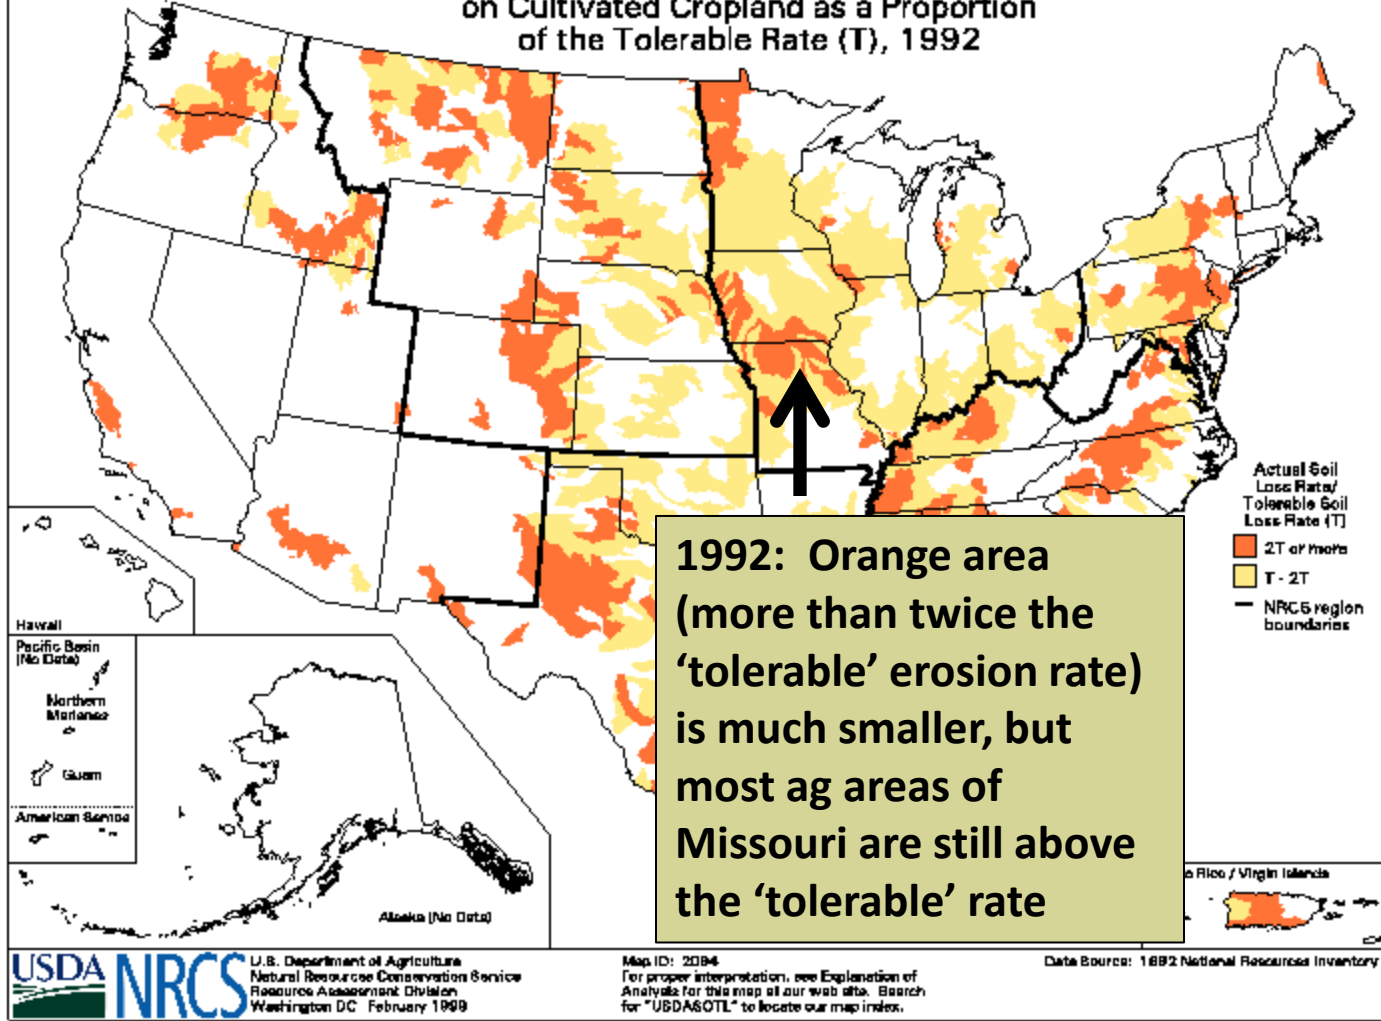 on Cultivated Cropland as a Proportion
of the Tolerable Rate (T), 1992
Actual Soil
Loss Rate/
Tolerable Soil
Loss Rate (T)
2T or more
T - 2T
NRCS region
boundaries
1992: Orange area
(more than twice the
‘tolerable’ erosion rate)
is much smaller, but
most ag areas of
Missouri are still above
the ‘tolerable’ rate
Hawaii
Pacific Basin
(No Data)
Northern
Marianas
Guam
American Samoa
Alaska (No Data)
Rico / Virgin Islands
USDA NRCS
U.S. Department of Agriculture
Natural Resources Conservation Service
Resource Assessment Division
Washington DC February 1999
Map ID: 2094
For proper interpretation, see Explanation of
Analysis for this map at our web site. Search
for "USDASOTL" to locate our map index.
Data Source: 1992 National Resources Inventory